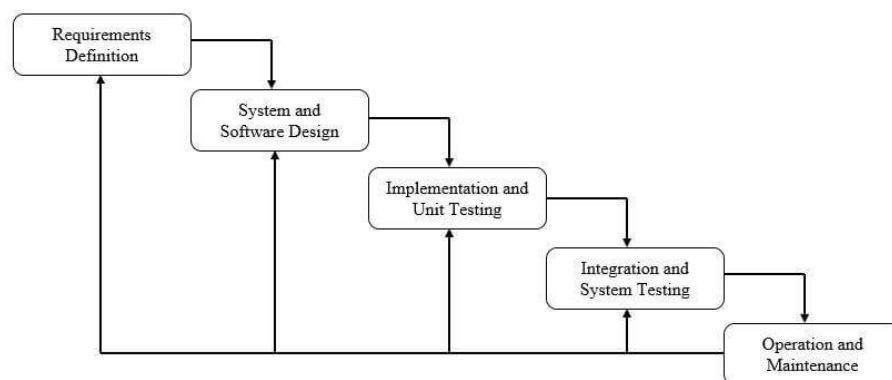 Requirements
Definition
System and
Software Design
Implementation and
Unit Testing
Integration and
System Testing
Operation and
Maintenance